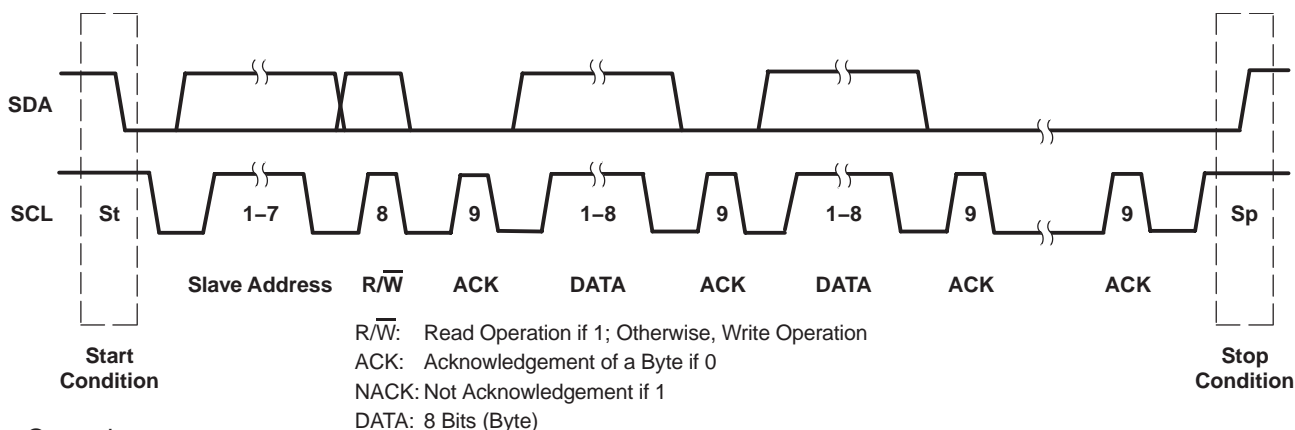 SDA
SCL St 1–7 8 9 1–8 9 1–8 9 9 Sp
Slave Address R/W̅ ACK DATA ACK DATA ACK ACK
Start
Condition
Stop
Condition
R/W̅: Read Operation if 1; Otherwise, Write Operation
ACK: Acknowledgement of a Byte if 0
NACK: Not Acknowledgement if 1
DATA: 8 Bits (Byte)